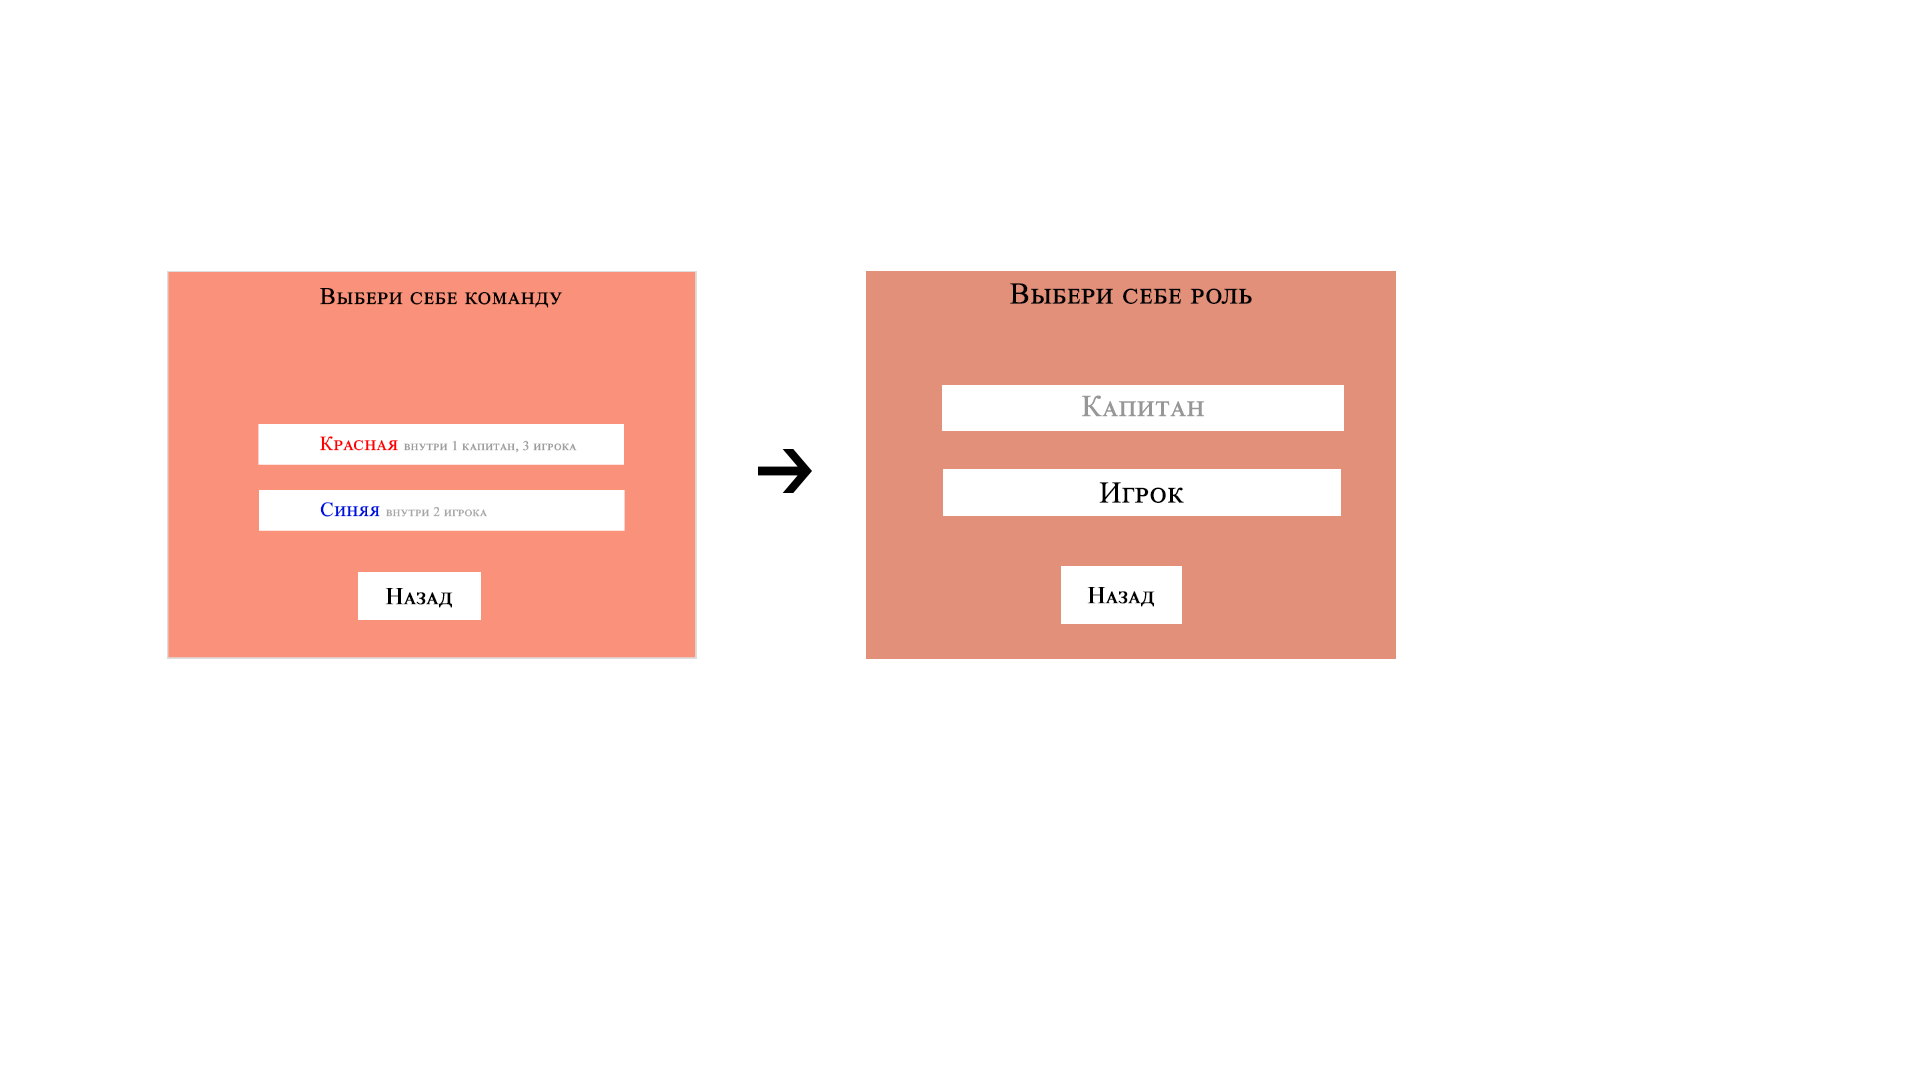 Выбери себе команду
Красная внутри 1 капитан, 3 игрока
Синяя внутри 2 игрока
Назад
Выбери себе роль
Капитан
Игрок
Назад